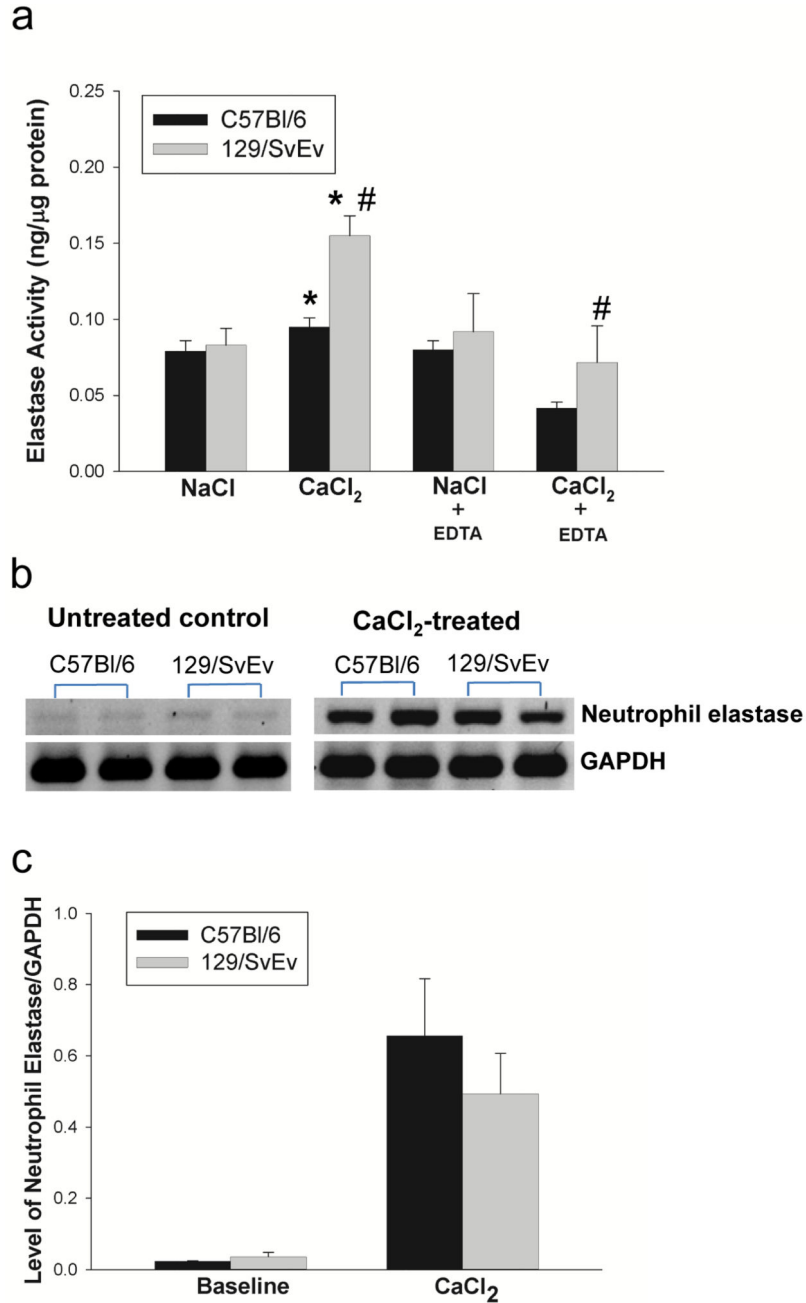 a
Elastase Activity (ng/µg protein)
0.25
0.20
0.15
0.10
0.05
0.00
C57Bl/6
129/SvEv
* #
*
#
NaCl
CaCl₂
NaCl
+
EDTA
CaCl₂
+
EDTA
b
Untreated control
CaCl₂-treated
C57Bl/6
129/SvEv
C57Bl/6
129/SvEv
Neutrophil elastase
GAPDH
c
Level of Neutrophil Elastase/GAPDH
1.0
0.8
0.6
0.4
0.2
0.0
C57Bl/6
129/SvEv
Baseline
CaCl₂